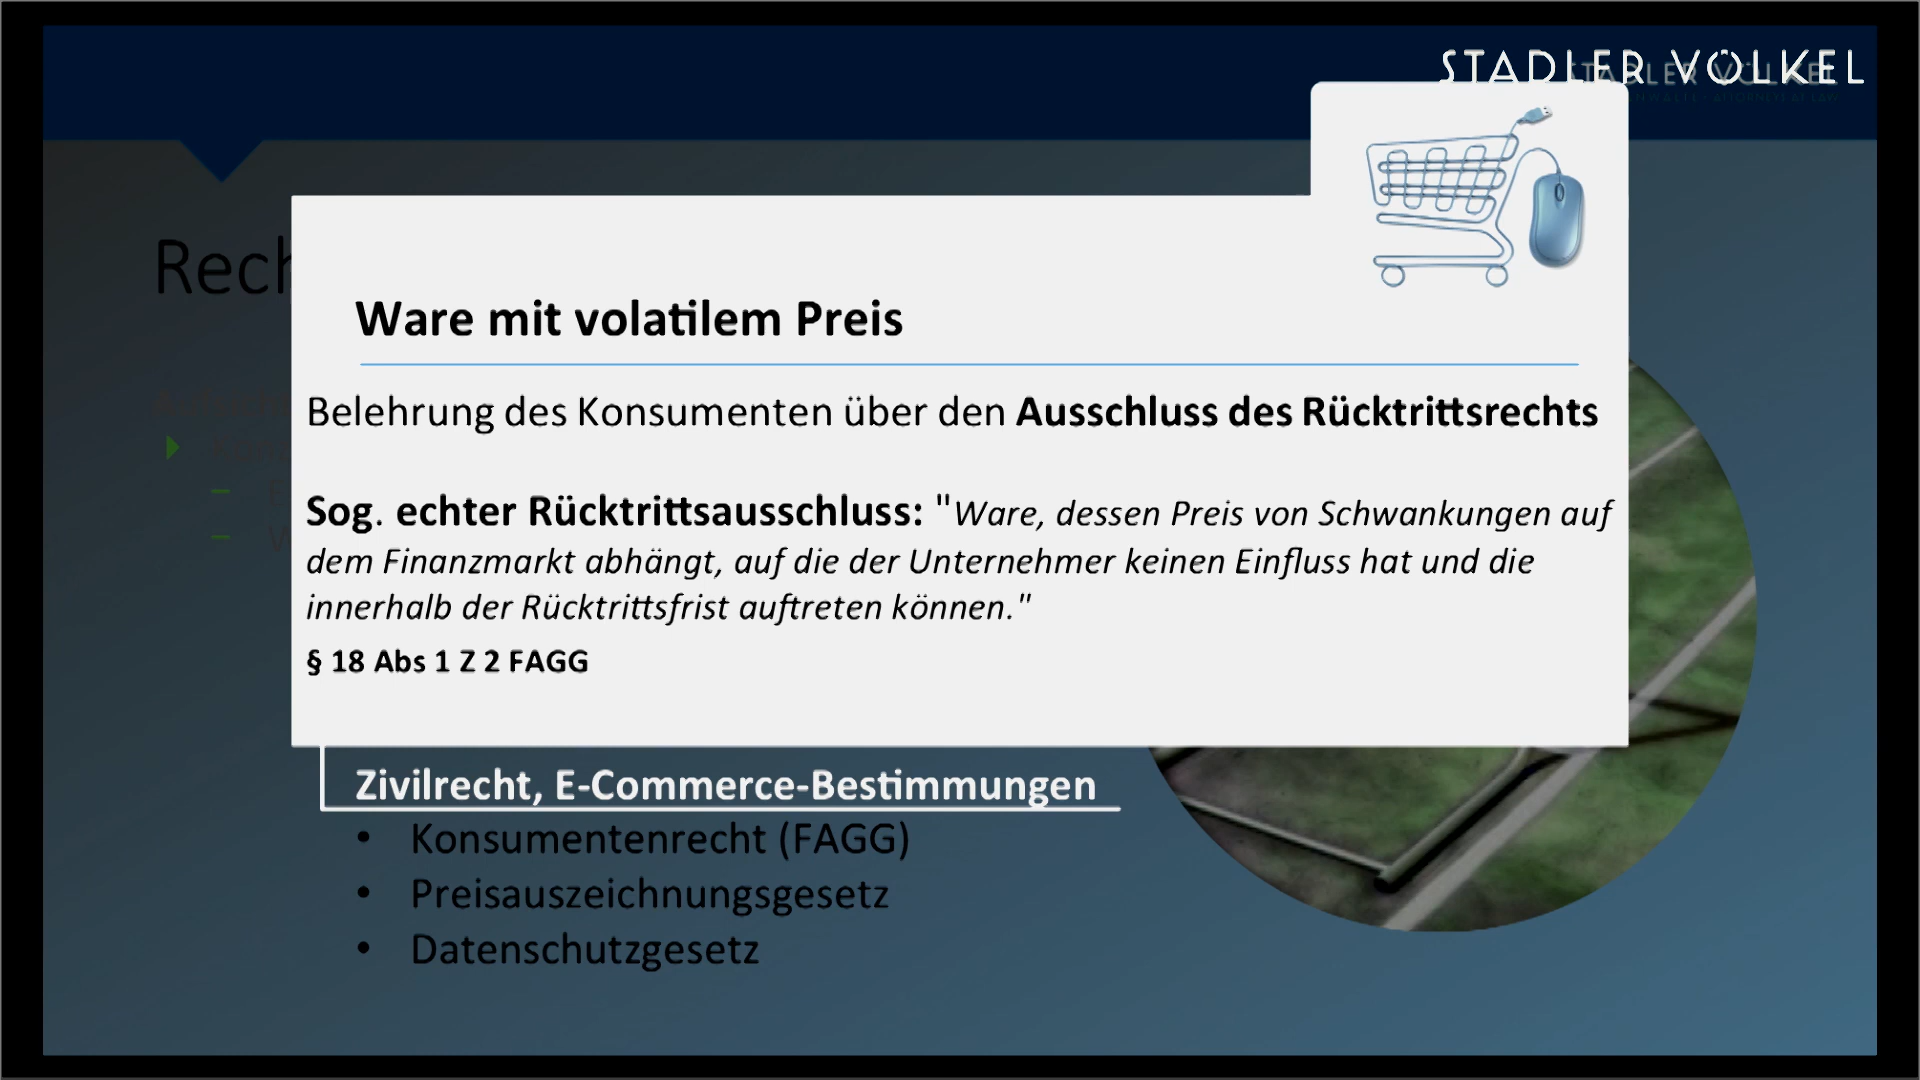 STADLER VÖLKEL
Rech
Ware mit volatilem Preis
Belehrung des Konsumenten über den Ausschluss des Rücktrittsrechts
Sog. echter Rücktrittsausschluss: "Ware, dessen Preis von Schwankungen auf
dem Finanzmarkt abhängt, auf die der Unternehmer keinen Einfluss hat und die
innerhalb der Rücktrittsfrist auftreten können."
§ 18 Abs 1 Z 2 FAGG
Zivilrecht, E-Commerce-Bestimmungen
• Konsumentenrecht (FAGG)
• Preisauszeichnungsgesetz
• Datenschutzgesetz